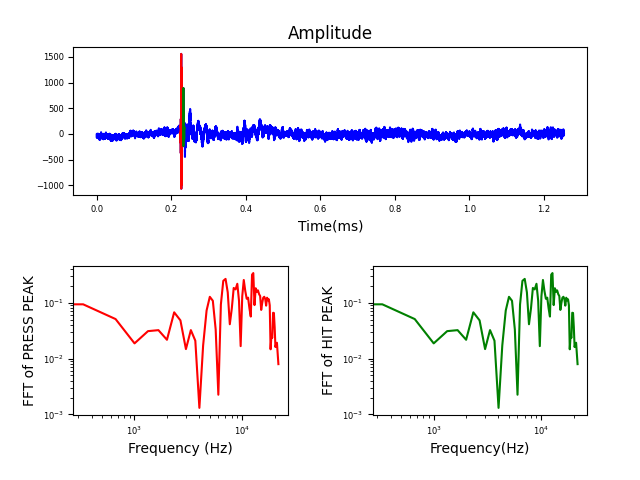 Amplitude
1500
1000
500
0
−500
−1000
0.0 0.2 0.4 0.6 0.8 1.0 1.2
Time(ms)
FFT of PRESS PEAK
10⁻¹
10⁻²
10⁻³
10³ 10⁴
Frequency (Hz)
FFT of HIT PEAK
10⁻¹
10⁻²
10⁻³
10³ 10⁴
Frequency(Hz)